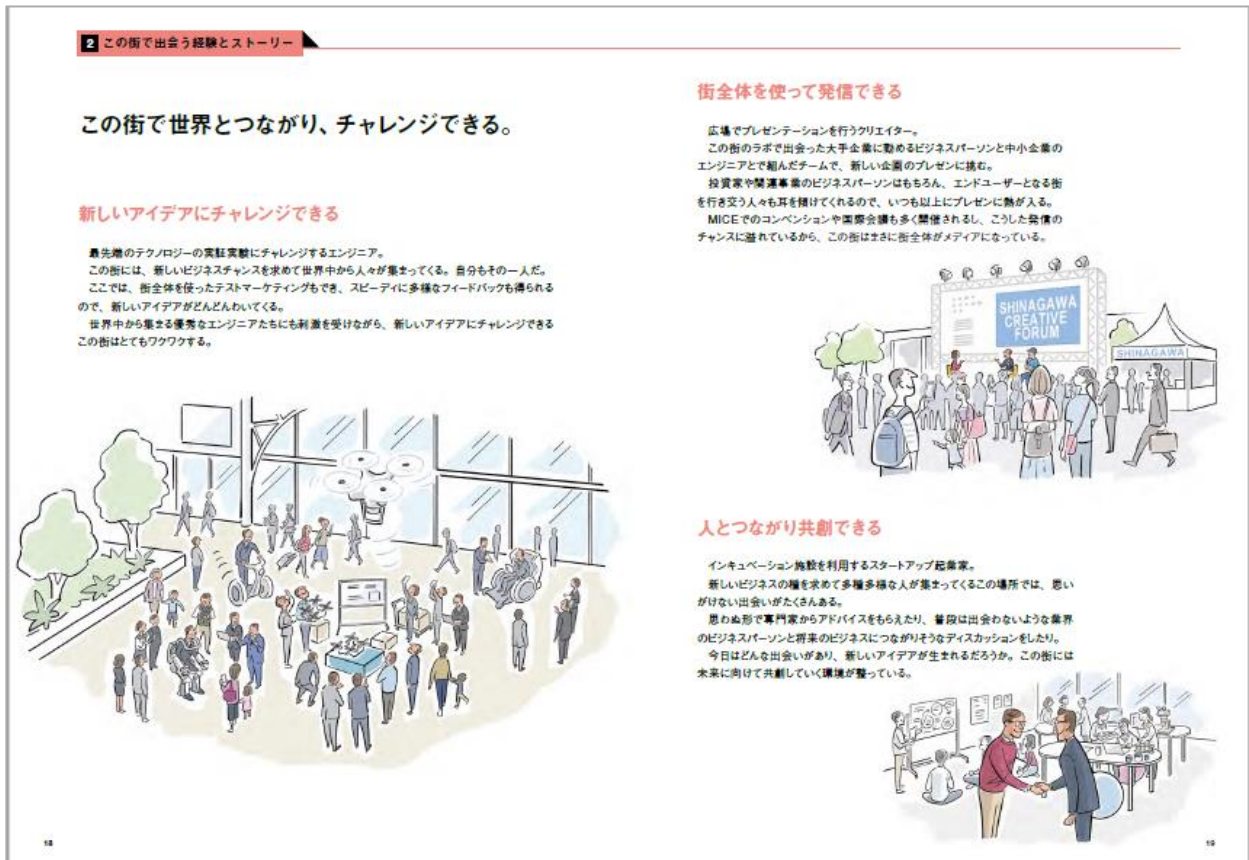 2 この街で出会う経験とストーリー
この街で世界とつながり、チャレンジできる。
新しいアイデアにチャレンジできる
最先端のテクノロジーの実証実験にチャレンジするエンジニア。
この街には、新しいビジネスチャンスを求めて世界中から人々が集まってくる。自分もその一人だ。
ここでは、街全体を使ったテストマーケティングもでき、スピーディに多様なフィードバックも得られる
ので、新しいアイデアがどんどんわいてくる。
世界中から集まる優秀なエンジニアたちにも刺激を受けながら、新しいアイデアにチャレンジできる
この街はとてもワクワクする。
18
街全体を使って発信できる
広場でプレゼンテーションを行うクリエイター。
この街のラボで出会った大手企業に勤めるビジネスパーソンと中小企業の
エンジニアとで組んだチームで、新しい企画のプレゼンに挑む。
投資家や関連事業のビジネスパーソンはもちろん、エンドユーザーとなる街
を行き交う人々も耳を傾けてくれるので、いつも以上にプレゼンに熱が入る。
MICEでのコンベンションや国際会議も多く開催されるし、こうした発信の
チャンスに溢れているから、この街はまさに街全体がメディアになっている。
SHINAGAWA
CREATIVE
FORUM
SHINAGAWA
人とつながり共創できる
インキュベーション施設を利用するスタートアップ起業家。
新しいビジネスの種を求めて多種多様な人が集まってくるこの場所では、思い
がけない出会いがたくさんある。
思わぬ形で専門家からアドバイスをもらえたり、普段は出会わないような業界
のビジネスパーソンと将来のビジネスにつながりそうなディスカッションをしたり。
今日はどんな出会いがあり、新しいアイデアが生まれるだろうか。この街には
未来に向けて共創していく環境が整っている。
19